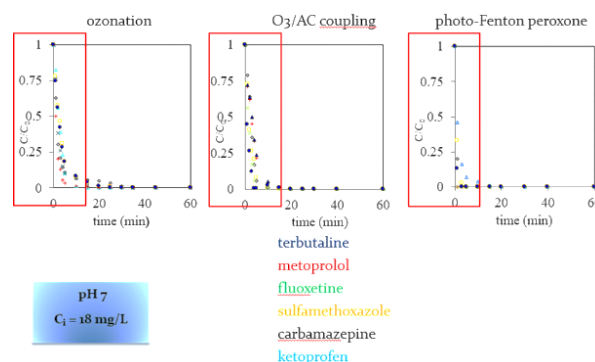 ozonation
O3/AC coupling
photo-Fenton peroxone
1
0.75
0.5
0.25
0
C/C0
0
20
40
60
time (min)
1
0.75
0.5
0.25
0
C/C0
0
20
40
60
time (min)
1
0.75
0.5
0.25
0
C/C0
0
20
40
60
time (min)
terbutaline
metoprolol
fluoxetine
sulfamethoxazole
carbamazepine
ketoprofen
pH 7
Ci = 18 mg/L